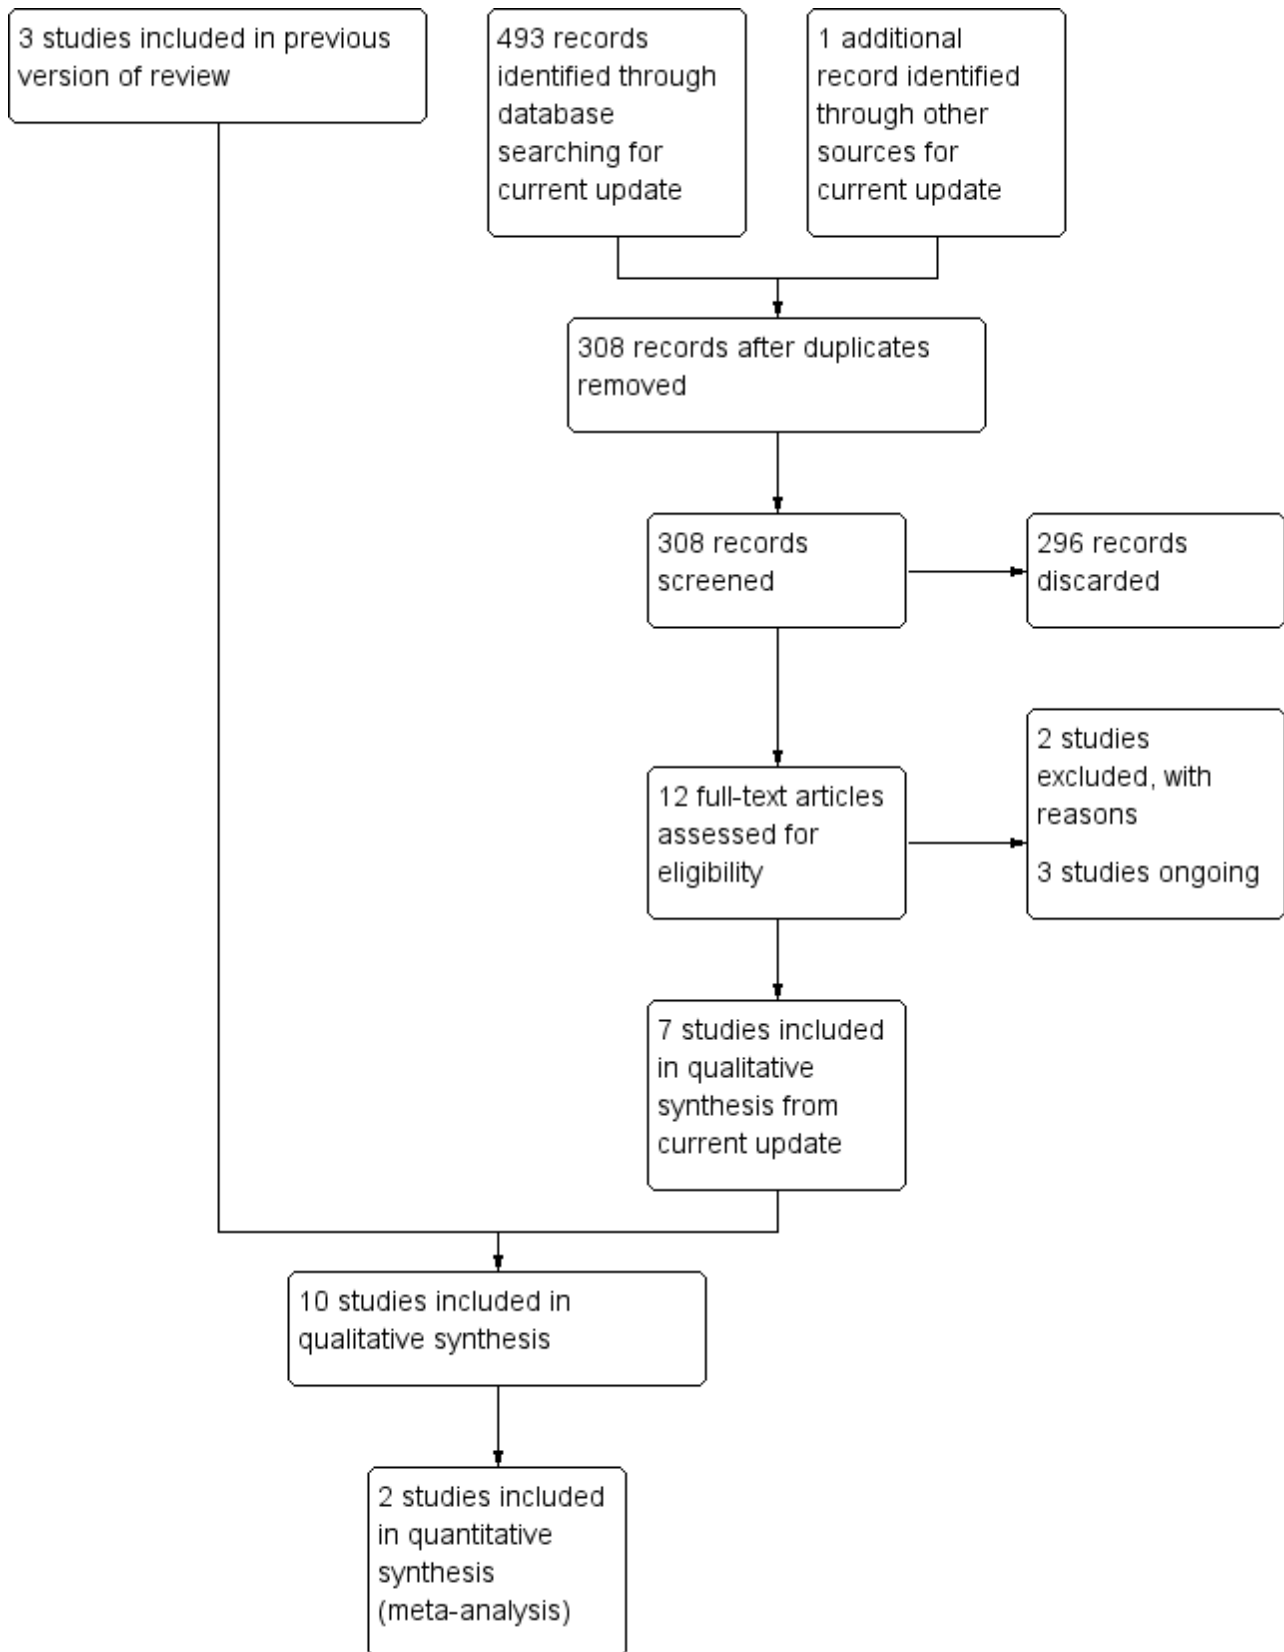 3 studies included in previous
version of review
493 records
identified through
database
searching for
current update
1 additional
record identified
through other
sources for
current update
308 records after duplicates
removed
308 records
screened
296 records
discarded
12 full-text articles
assessed for
eligibility
2 studies
excluded, with
reasons
3 studies ongoing
7 studies included
in qualitative
synthesis from
current update
10 studies included in
qualitative synthesis
2 studies included
in quantitative
synthesis
(meta-analysis)